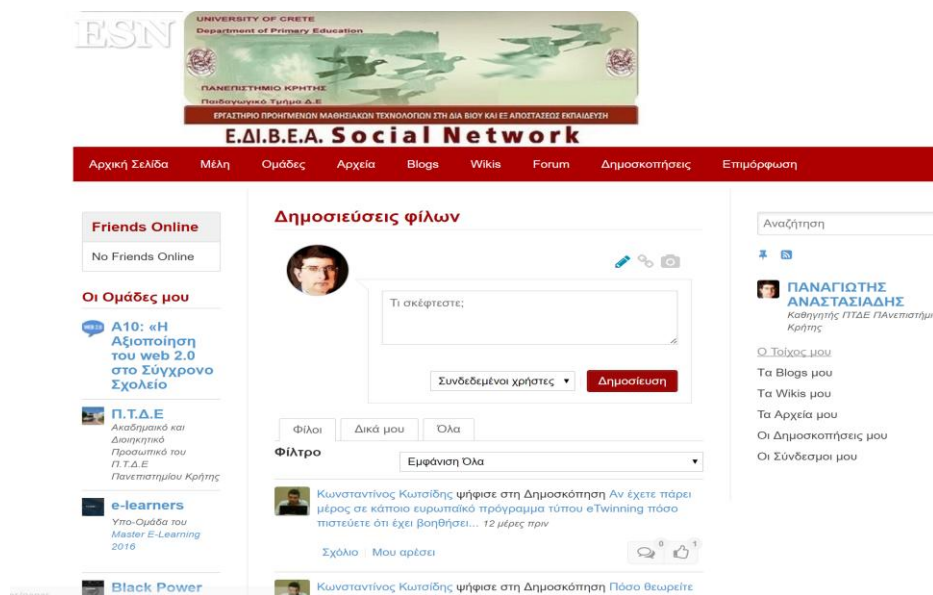 ESN
UNIVERSITY OF CRETE
Department of Primary Education
ΠΑΝΕΠΙΣΤΗΜΙΟ ΚΡΗΤΗΣ
Παιδαγωγικό Τμήμα Δ.Ε
ΕΡΓΑΣΤΗΡΙΟ ΠΡΟΗΓΜΕΝΩΝ ΜΑΘΗΣΙΑΚΩΝ ΤΕΧΝΟΛΟΓΙΩΝ ΣΤΗ ΔΙΑ ΒΙΟΥ ΚΑΙ ΕΞ ΑΠΟΣΤΑΣΕΩΣ ΕΚΠΑΙΔΕΥΣΗ
Ε.ΔΙ.Β.Ε.Α. Social Network
Αρχική Σελίδα Μέλη Ομάδες Αρχεία Blogs Wikis Forum Δημοσκοπήσεις Επιμόρφωση
Friends Online
No Friends Online
Οι Ομάδες μου
Α10: «Η
Αξιοποίηση
του web 2.0
στο Σύγχρονο
Σχολείο
Π.Τ.Δ.Ε
Ακαδημαικό και
Διοιηκητικό
Προσωπικό του
Π.Τ.Δ.Ε
Πανεπιστημίου Κρήτης
e-learners
Υπο-Ομάδα του
Master E-Learning
2016
Black Power
Δημοσιεύσεις φίλων
Τι σκέφτεστε;
Συνδεδεμένοι χρήστες
Δημοσίευση
Φίλοι Δικά μου Όλα
Φίλτρο
Εμφάνιση Όλα
Κωνσταντίνος Κωτσίδης ψήφισε στη Δημοσκόπηση Αν έχετε πάρει
μέρος σε κάποιο ευρωπαϊκό πρόγραμμα τύπου eTwinning πόσο
πιστεύετε ότι έχει βοηθήσει... 12 μέρες πριν
Σχόλιο Μου αρέσει
0 1
Κωνσταντίνος Κωτσίδης ψήφισε στη Δημοσκόπηση Πόσο θεωρείτε
Αναζήτηση
ΠΑΝΑΓΙΩΤΗΣ
ΑΝΑΣΤΑΣΙΑΔΗΣ
Καθηγητής ΠΤΔΕ ΠΑνεπιστήμι
Κρήτης
Ο Τοίχος μου
Τα Blogs μου
Τα Wikis μου
Τα Αρχεία μου
Οι Δημοσκοπήσεις μου
Οι Σύνδεσμοι μου